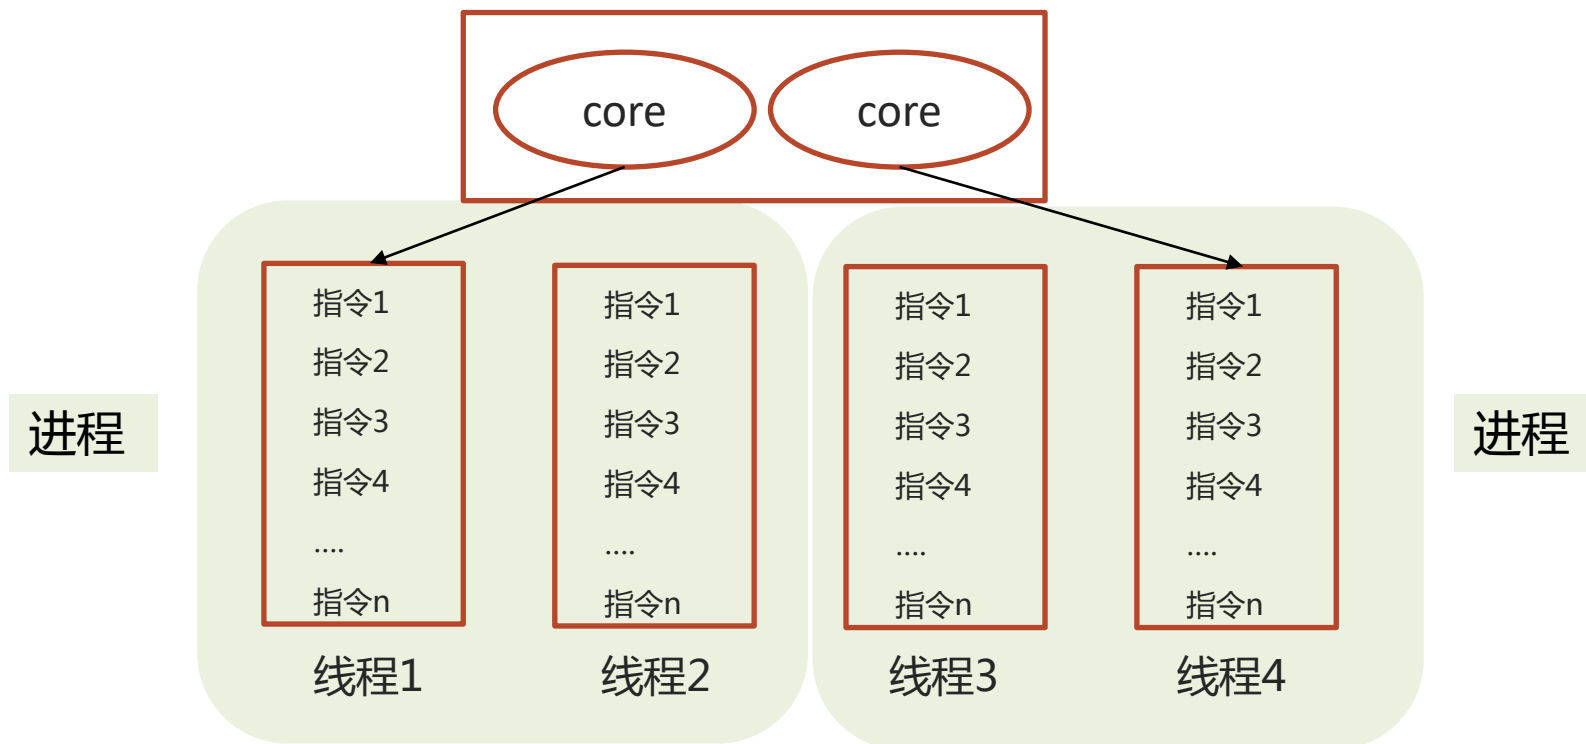 core
core
指令1
指令2
指令3
指令4
....
指令n
线程1
指令1
指令2
指令3
指令4
....
指令n
线程2
指令1
指令2
指令3
指令4
....
指令n
线程3
指令1
指令2
指令3
指令4
....
指令n
线程4
进程
进程